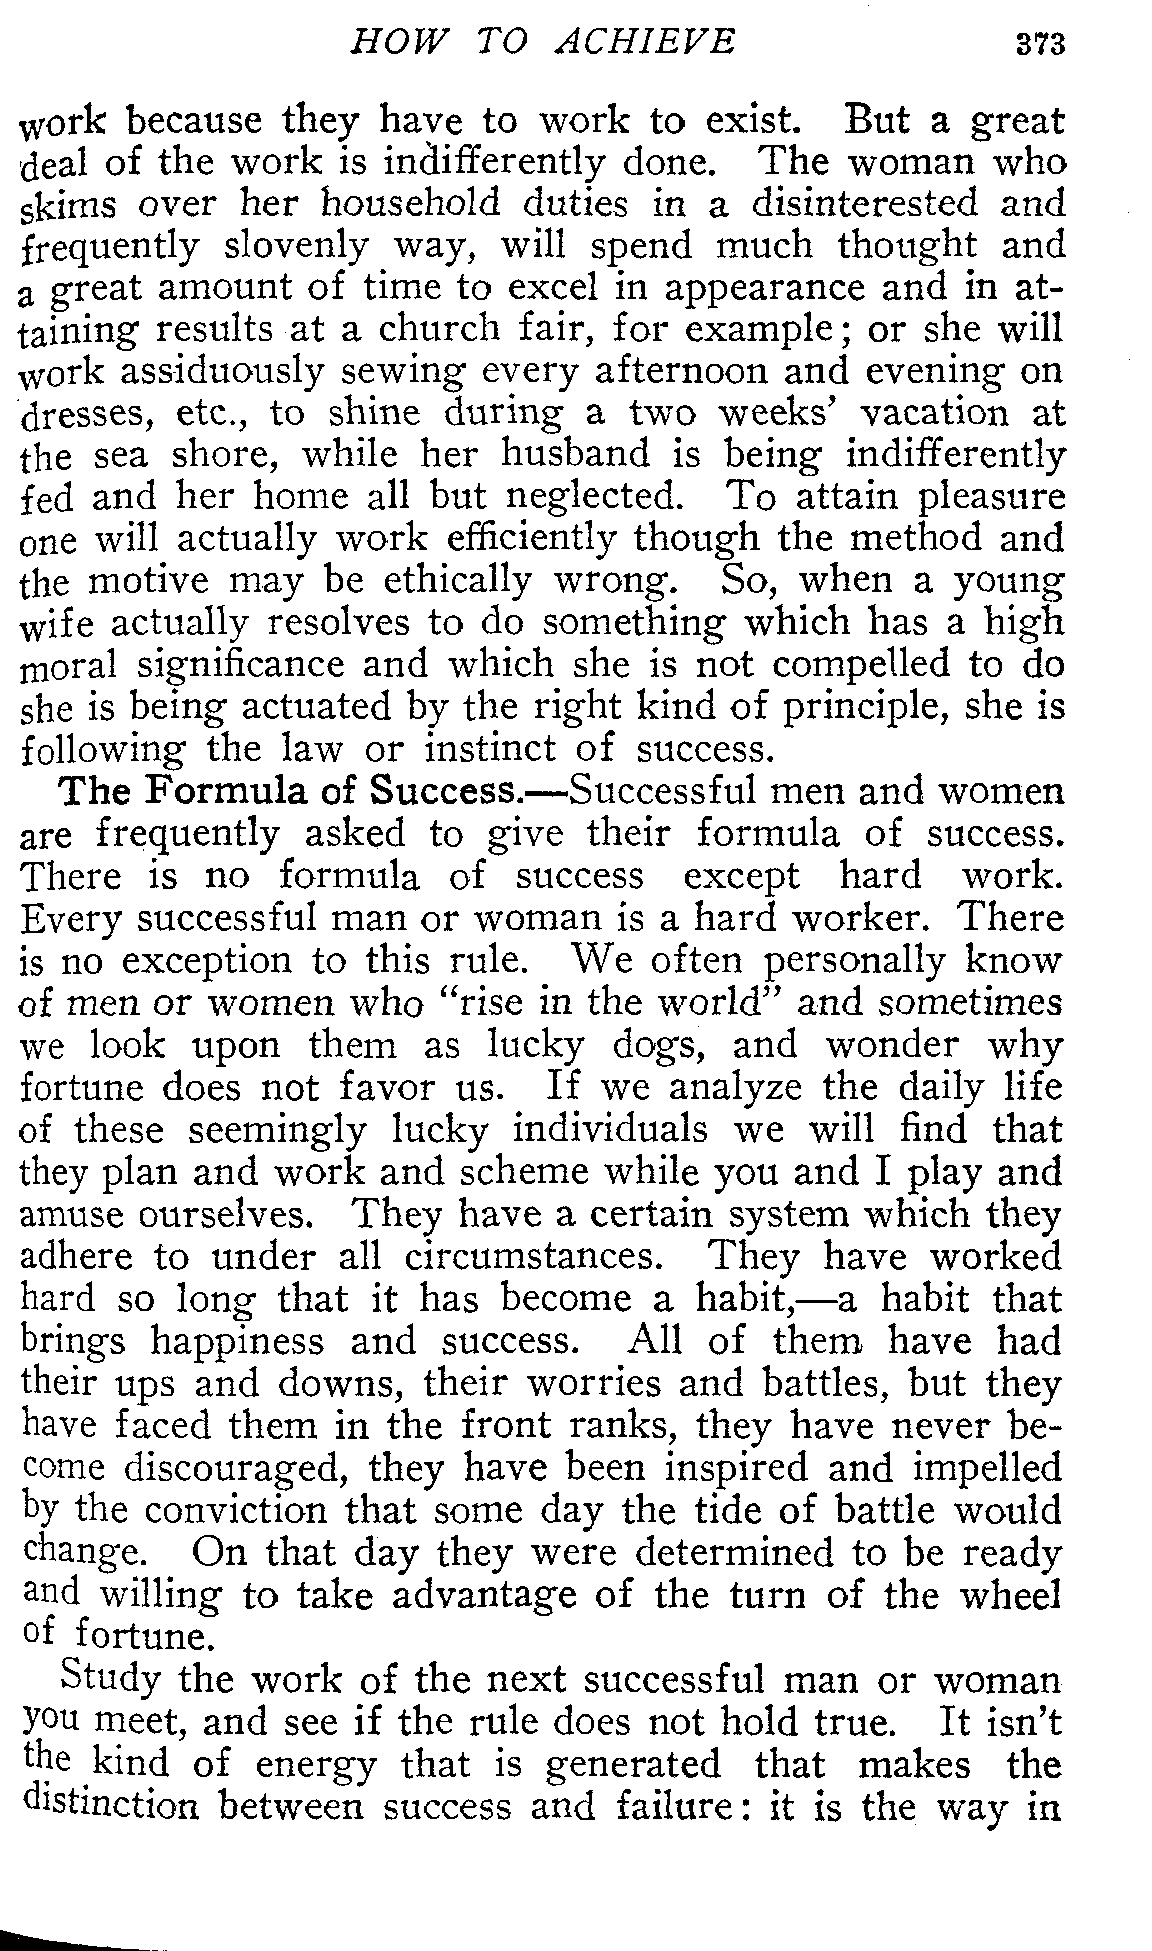 HOW TO ACHIEVE 373
work because they have to work to exist. But a great
deal of the work is indifferently done. The woman who
skims over her household duties in a disinterested and
frequently slovenly way, will spend much thought and
a great amount of time to excel in appearance and in at-
taining results at a church fair, for example; or she will
work assiduously sewing every afternoon and evening on
dresses, etc., to shine during a two weeks' vacation at
the sea shore, while her husband is being indifferently
fed and her home all but neglected. To attain pleasure
one will actually work efficiently though the method and
the motive may be ethically wrong. So, when a young
wife actually resolves to do something which has a high
moral significance and which she is not compelled to do
she is being actuated by the right kind of principle, she is
following the law or instinct of success.
The Formula of Success.—Successful men and women
are frequently asked to give their formula of success.
There is no formula of success except hard work.
Every successful man or woman is a hard worker. There
is no exception to this rule. We often personally know
of men or women who "rise in the world" and sometimes
we look upon them as lucky dogs, and wonder why
fortune does not favor us. If we analyze the daily life
of these seemingly lucky individuals we will find that
they plan and work and scheme while you and I play and
amuse ourselves. They have a certain system which they
adhere to under all circumstances. They have worked
hard so long that it has become a habit,—a habit that
brings happiness and success. All of them have had
their ups and downs, their worries and battles, but they
have faced them in the front ranks, they have never be-
come discouraged, they have been inspired and impelled
by the conviction that some day the tide of battle would
change. On that day they were determined to be ready
and willing to take advantage of the turn of the wheel
of fortune.
Study the work of the next successful man or woman
you meet, and see if the rule does not hold true. It isn't
the kind of energy that is generated that makes the
distinction between success and failure: it is the way in